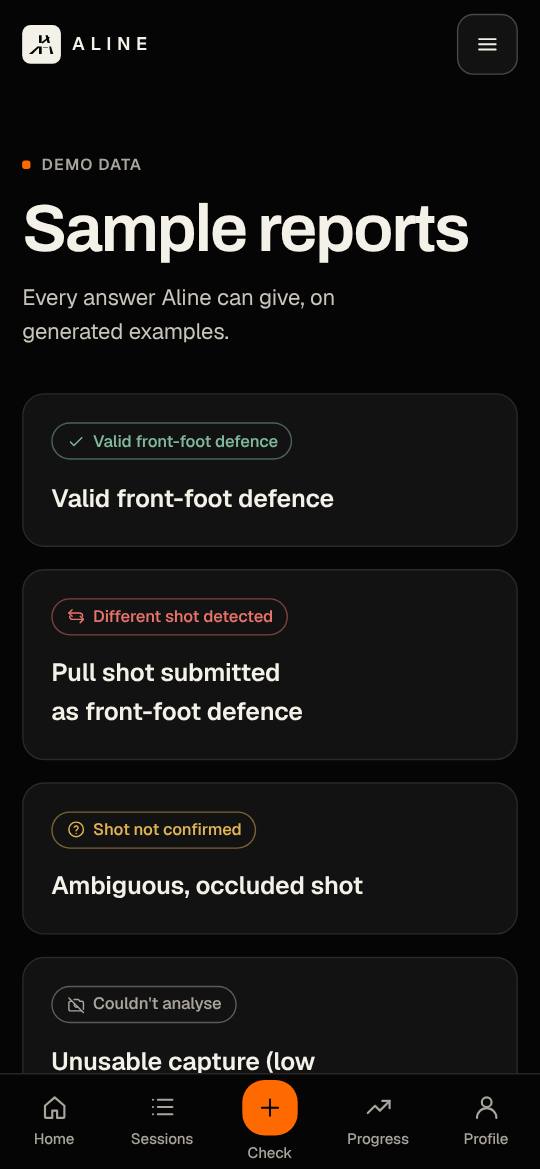 ALINE
DEMO DATA
Sample reports
Every answer Aline can give, on
generated examples.
Valid front-foot defence
Valid front-foot defence
Different shot detected
Pull shot submitted
as front-foot defence
Shot not confirmed
Ambiguous, occluded shot
Couldn't analyse
Unusable capture (low
Home
Sessions
Check
Progress
Profile